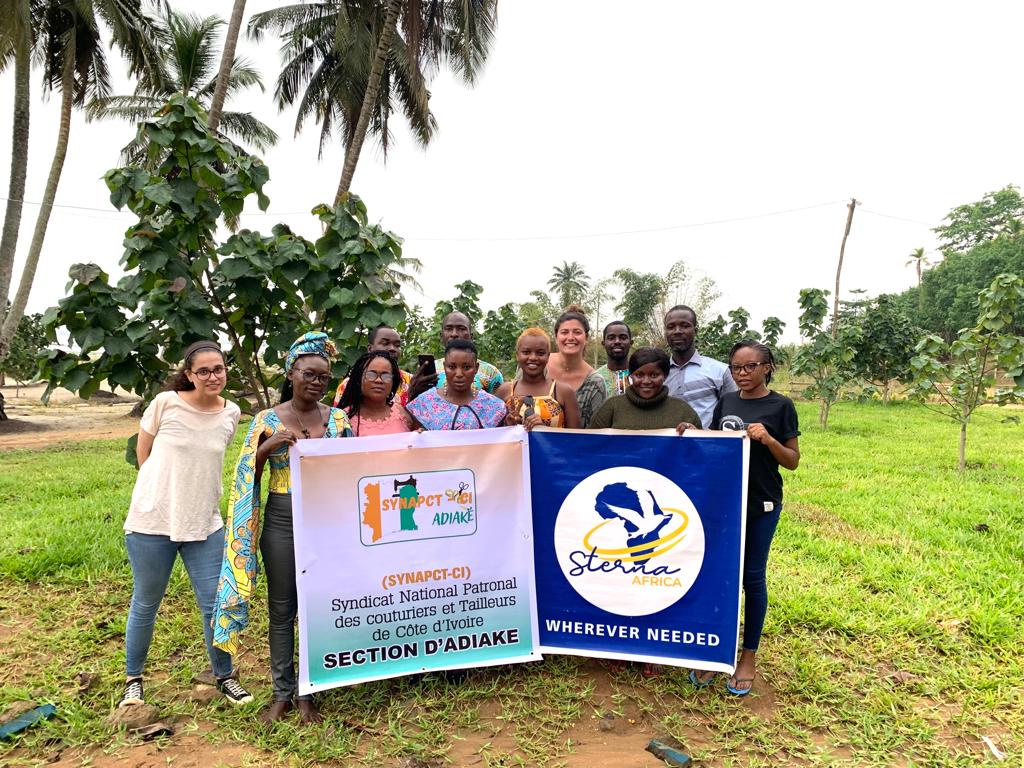 SYNAPCT - CI
ADIAKÉ
(SYNAPCT-CI)
Syndicat National Patronal
des couturiers et Tailleurs
de Côte d'Ivoire
SECTION D'ADIAKE
Sterna
AFRICA
WHEREVER NEEDED